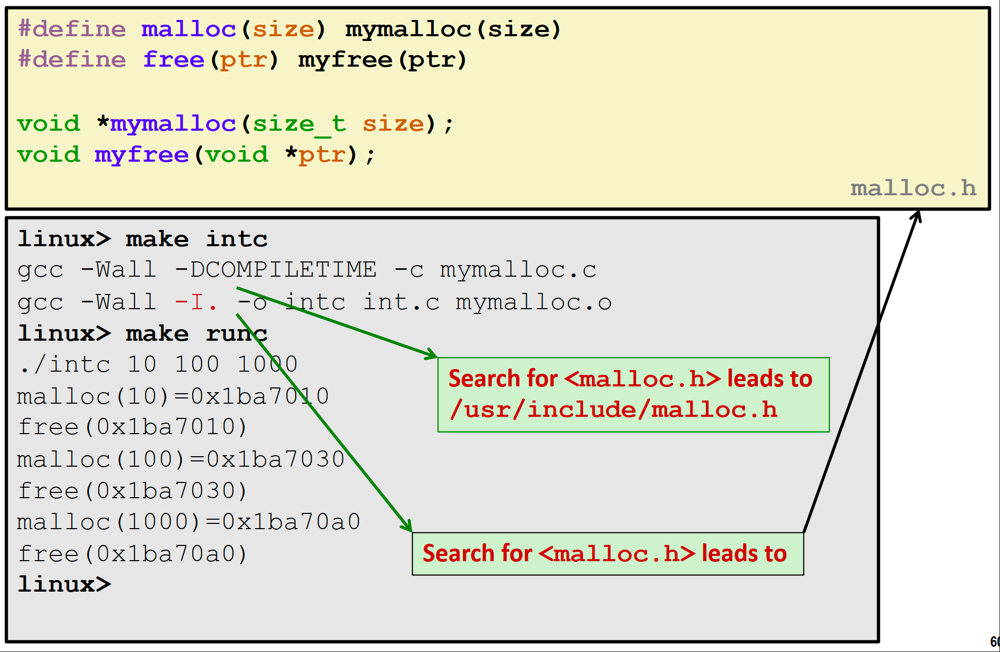 #define malloc(size) mymalloc(size)
#define free(ptr) myfree(ptr)
void *mymalloc(size_t size);
void myfree(void *ptr);
malloc.h
linux> make intc
gcc -Wall -DCOMPILETIME -c mymalloc.c
gcc -Wall -I. -o intc int.c mymalloc.o
linux> make runc
./intc 10 100 1000
malloc(10)=0x1ba7010
free(0x1ba7010)
malloc(100)=0x1ba7030
free(0x1ba7030)
malloc(1000)=0x1ba70a0
free(0x1ba70a0)
linux>
Search for <malloc.h> leads to
/usr/include/malloc.h
Search for <malloc.h> leads to